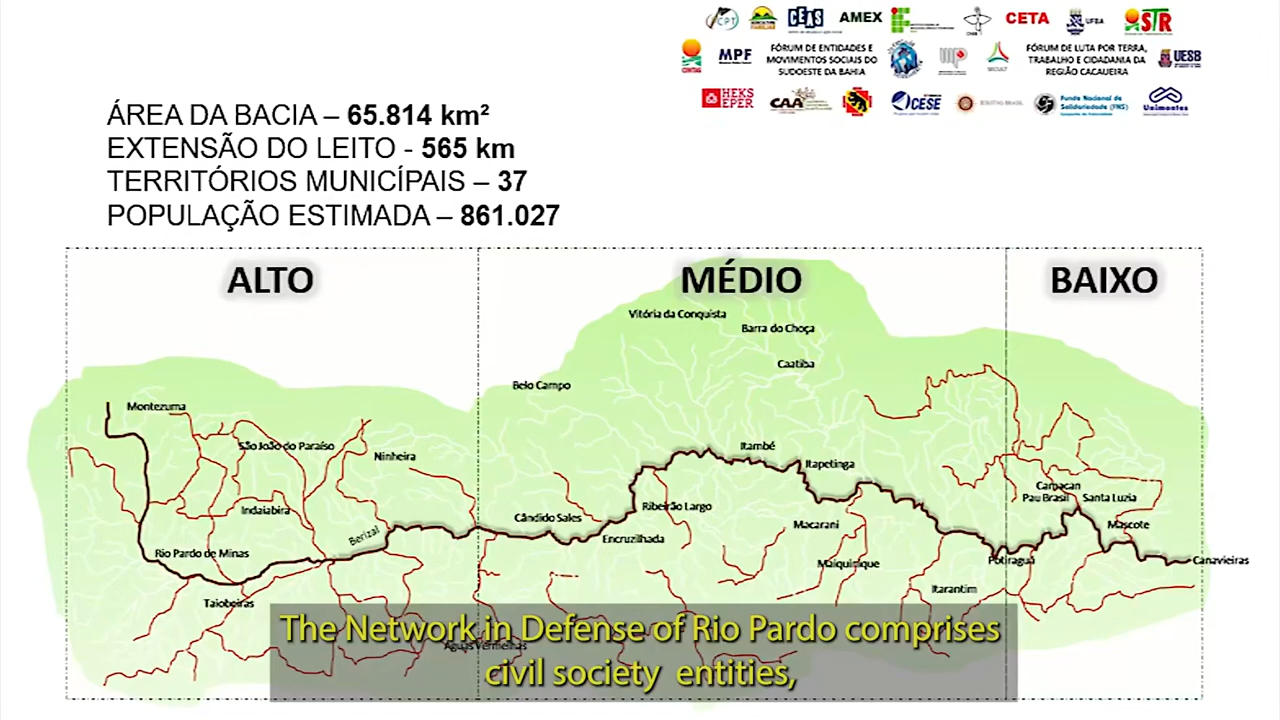 CPT
AGRICULTURA
FAMILIAR
CEAS
AMEX
CETA
UFBA
STR
MPF
FÓRUM DE ENTIDADES E
MOVIMENTOS SOCIAIS DO
SUDOESTE DA BAHIA
FÓRUM DE LUTA POR TERRA,
TRABALHO E CIDADANIA DA
REGIÃO CACAUEIRA
UESB
HEKS
EPER
CAA
CESE
Fundo Nacional de
Solidariedade (FNS)
Unimontes
ÁREA DA BACIA – 65.814 km²
EXTENSÃO DO LEITO - 565 km
TERRITÓRIOS MUNICÍPAIS – 37
POPULAÇÃO ESTIMADA – 861.027
ALTO
MÉDIO
BAIXO
Vitória da Conquista
Barra do Choça
Caatiba
Belo Campo
Montezuma
São João do Paraíso
Ninheira
Itambé
Itapetinga
Camacan
Pau Brasil
Santa Luzia
Indaiabira
Ribeirão Largo
Cândido Sales
Macarani
Mascote
Berizal
Encruzilhada
Rio Pardo de Minas
Maiquinique
Potiraguá
Canavieiras
Itarantim
Taiobeiras
Águas Vermelhas
The Network in Defense of Rio Pardo comprises
civil society entities,